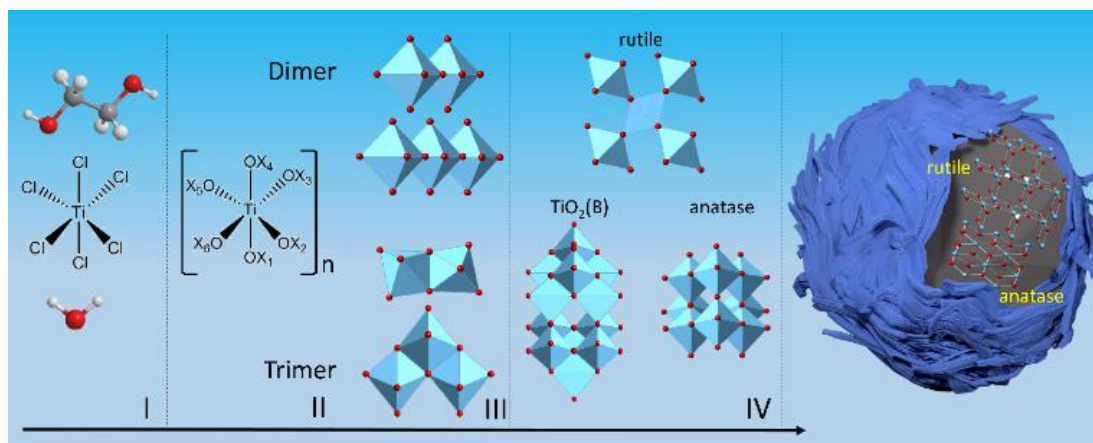 Cl
Cl
Cl
Ti
Cl
Cl
Cl
I
OX4
X5O
OX3
Ti
X6O
OX2
OX1
n
II
Dimer
Trimer
III
rutile
TiO2(B)
anatase
IV
rutile
anatase